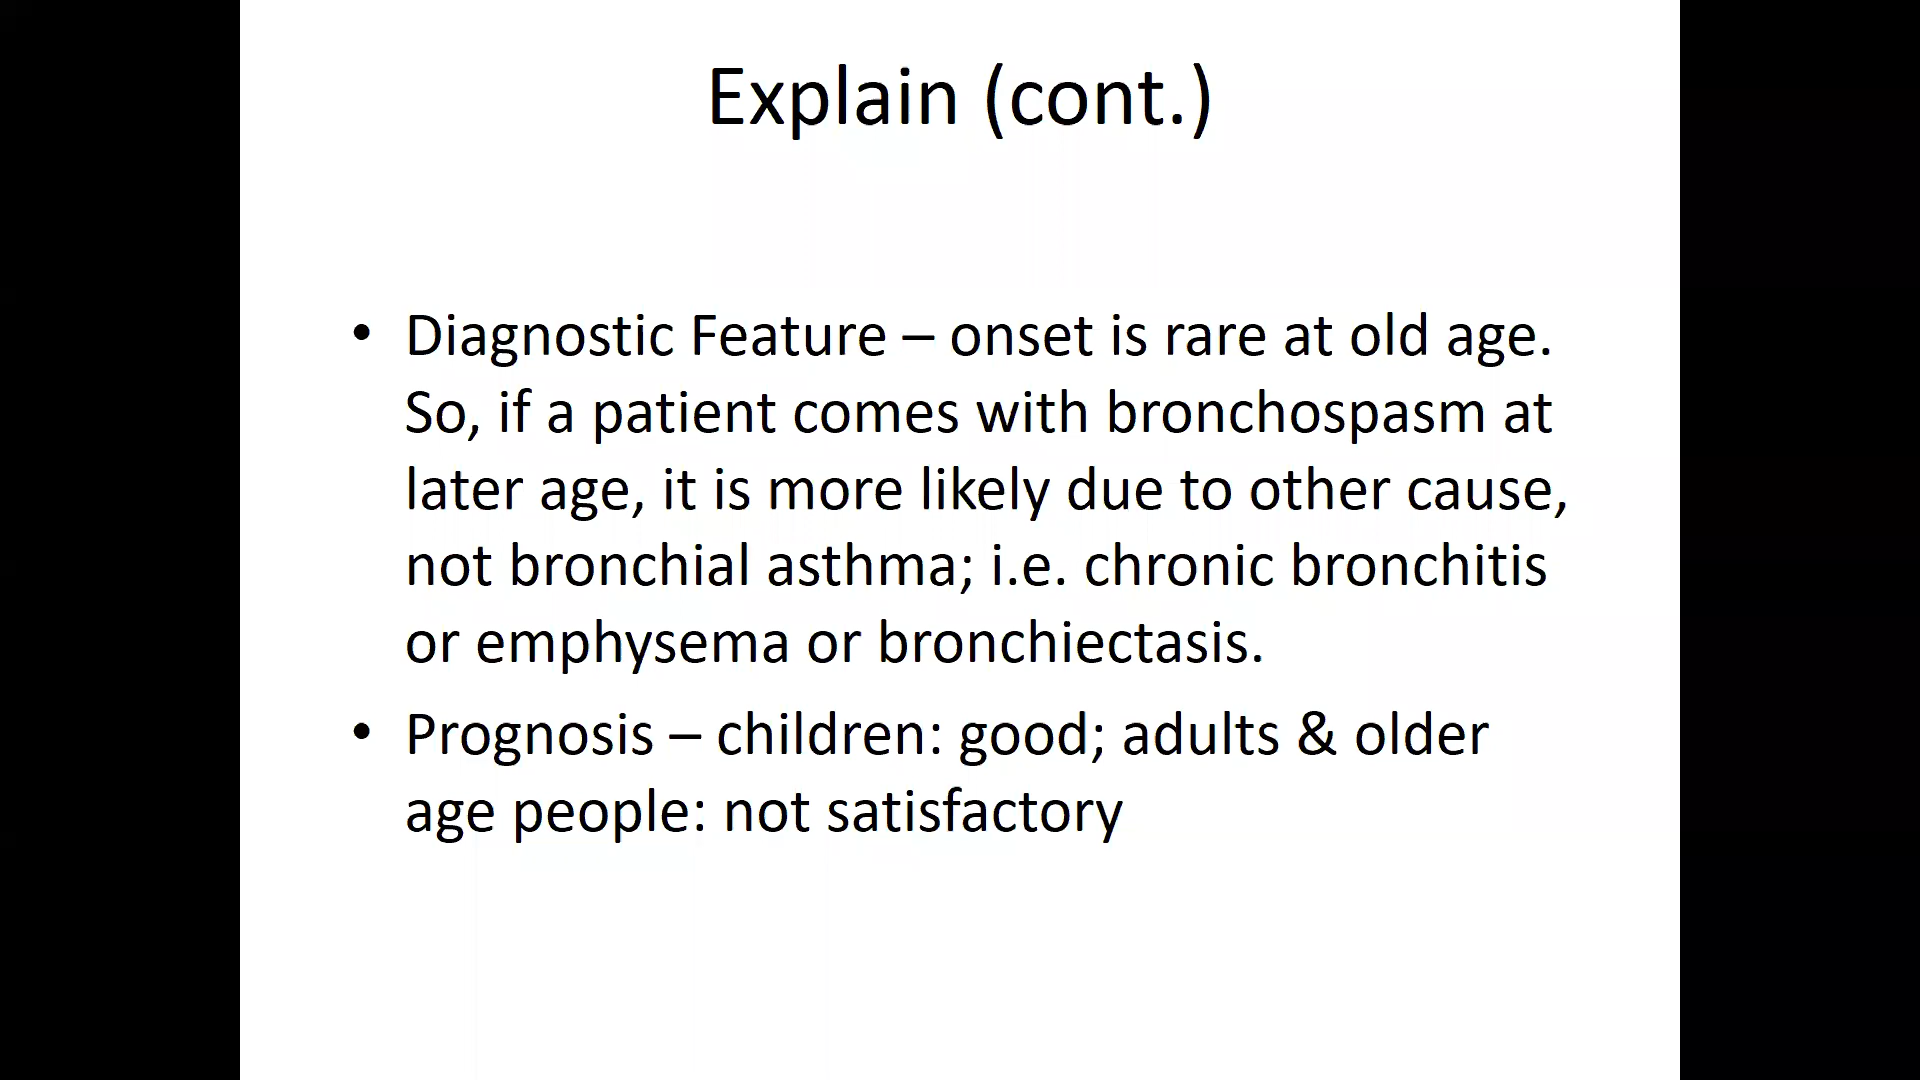 Explain (cont.)
• Diagnostic Feature – onset is rare at old age.
So, if a patient comes with bronchospasm at
later age, it is more likely due to other cause,
not bronchial asthma; i.e. chronic bronchitis
or emphysema or bronchiectasis.
• Prognosis – children: good; adults & older
age people: not satisfactory